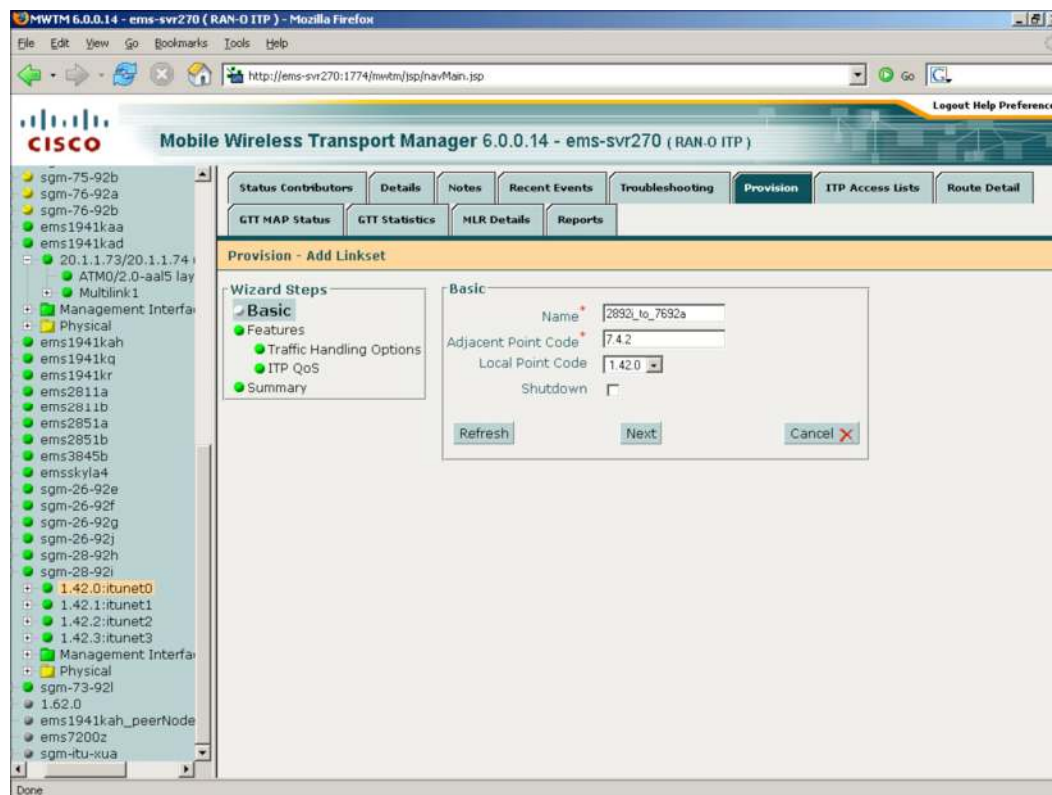 MWTM 6.0.0.14 - ems-svr270 ( RAN-O ITP ) - Mozilla Firefox
File Edit View Go Bookmarks Tools Help
http://ems-svr270:1774/mwtm/jsp/navMain.jsp Go
Logout Help Preference
CISCO
Mobile Wireless Transport Manager 6.0.0.14 - ems-svr270 ( RAN-O ITP )
sgm-75-92b
sgm-76-92a
sgm-76-92b
ems1941kaa
ems1941kad
20.1.1.73/20.1.1.74
ATM0/2.0-aal5 lay
Multilink1
Management Interfa
Physical
ems1941kah
ems1941kq
ems1941kr
ems2811a
ems2811b
ems2851a
ems2851b
ems3845b
emsskyla4
sgm-26-92e
sgm-26-92f
sgm-26-92g
sgm-26-92j
sgm-28-92h
sgm-28-92i
1.42.0:itunet0
1.42.1:itunet1
1.42.2:itunet2
1.42.3:itunet3
Management Interfa
Physical
sgm-73-92l
1.62.0
ems1941kah_peerNode
ems7200z
sgm-itu-xua
Status Contributors Details Notes Recent Events Troubleshooting Provision ITP Access Lists Route Detail
GTT MAP Status GTT Statistics MLR Details Reports
Provision - Add Linkset
Wizard Steps
Basic
Features
Traffic Handling Options
ITP QoS
Summary
Basic
Name* 2892i_to_7692a
Adjacent Point Code* 7.4.2
Local Point Code 1.42.0
Shutdown
Refresh Next Cancel
Done